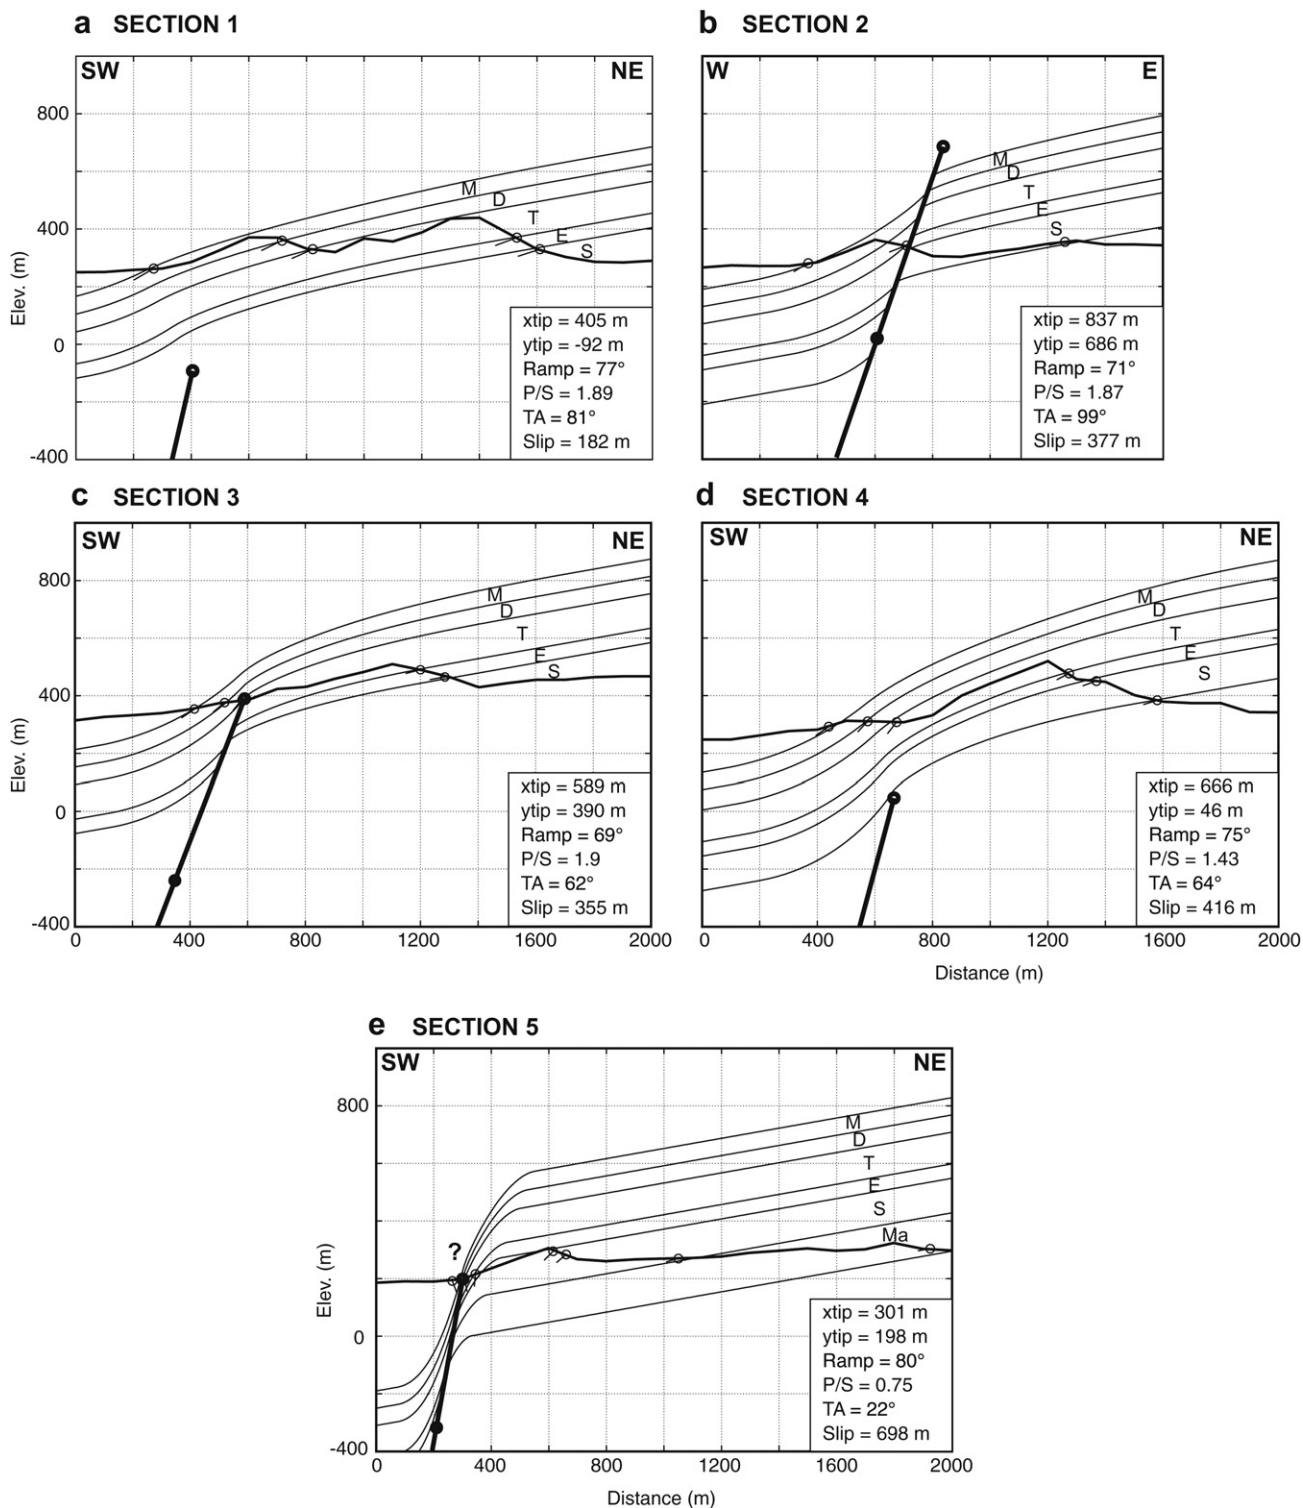 a SECTION 1
SW NE
800
400
0
-400
Elev. (m)
M
D
T
E
S
xtip = 405 m
ytip = -92 m
Ramp = 77°
P/S = 1.89
TA = 81°
Slip = 182 m
b SECTION 2
W E
M
D
T
E
S
xtip = 837 m
ytip = 686 m
Ramp = 71°
P/S = 1.87
TA = 99°
Slip = 377 m
c SECTION 3
SW NE
800
400
0
-400
Elev. (m)
M
D
T
E
S
xtip = 589 m
ytip = 390 m
Ramp = 69°
P/S = 1.9
TA = 62°
Slip = 355 m
0 400 800 1200 1600 2000
d SECTION 4
SW NE
M
D
T
E
S
xtip = 666 m
ytip = 46 m
Ramp = 75°
P/S = 1.43
TA = 64°
Slip = 416 m
0 400 800 1200 1600 2000
Distance (m)
e SECTION 5
SW NE
800
0
-400
Elev. (m)
M
D
T
E
S
Ma
?
xtip = 301 m
ytip = 198 m
Ramp = 80°
P/S = 0.75
TA = 22°
Slip = 698 m
0 400 800 1200 1600 2000
Distance (m)